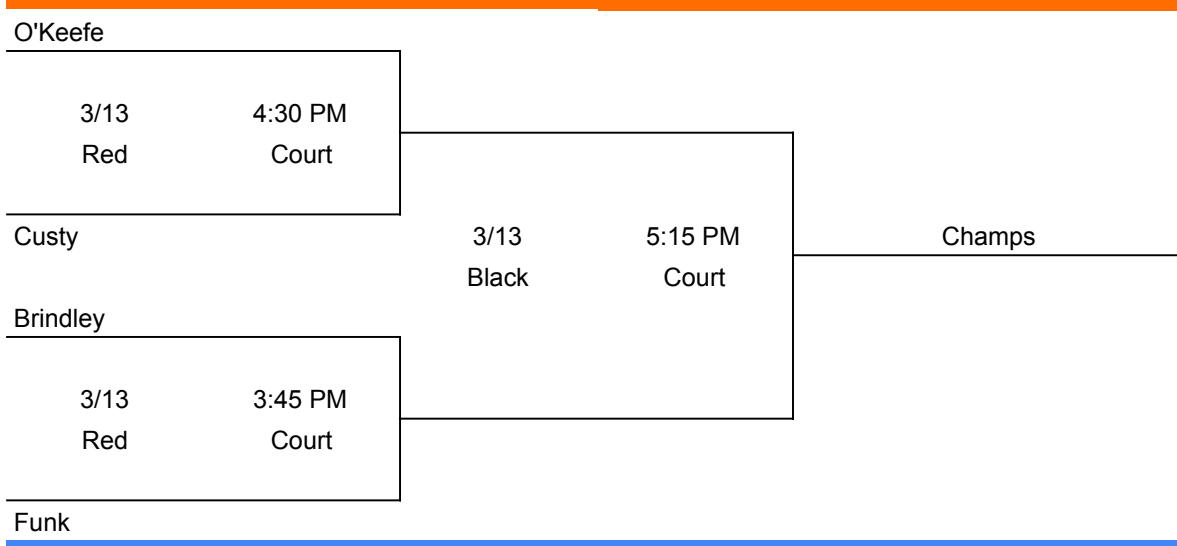 O'Keefe
3/13 4:30 PM
Red Court
Custy 3/13 5:15 PM Champs
Black Court
Brindley
3/13 3:45 PM
Red Court
Funk